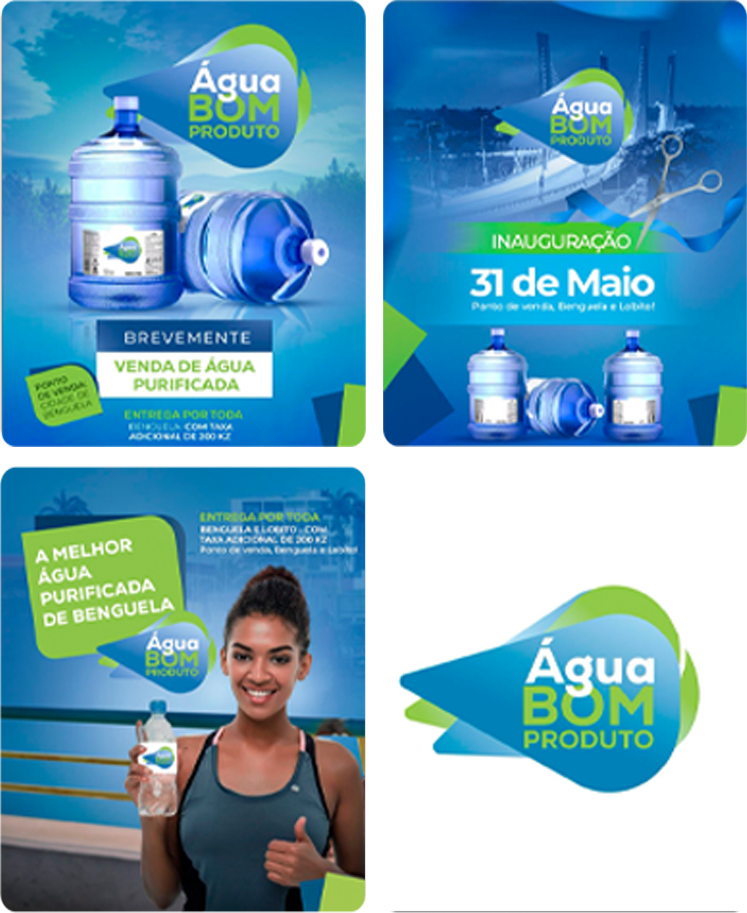 Água
BOM
PRODUTO
Água
BREVEMENTE
VENDA DE ÁGUA
PURIFICADA
PONTO
DE VENDA:
CIDADE DE
BENGUELA
ENTREGA POR TODA
BENGUELA COM TAXA
ADICIONAL DE 200 KZ
Água
BOM
PRODUTO
INAUGURAÇÃO
31 de Maio
Ponto de venda, Benguela e Lobito!
A MELHOR
ÁGUA
PURIFICADA
DE BENGUELA
ENTREGA POR TODA
BENGUELA E LOBITO - COM
TAXA ADICIONAL DE 200 KZ
Ponto de venda, Benguela e Lobito!
Água
BOM
PRODUTO
Água
BOM
PRODUTO